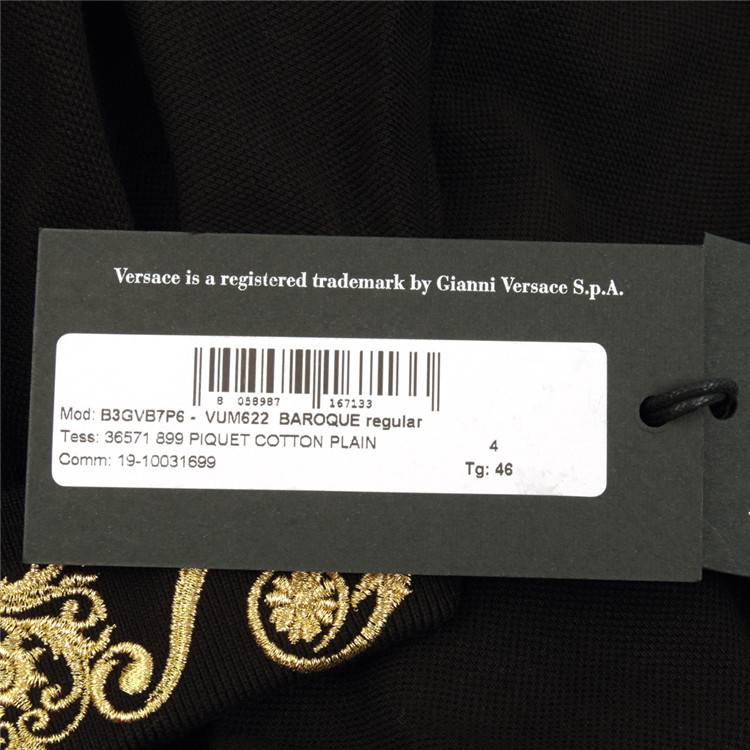 Versace is a registered trademark by Gianni Versace S.p.A.
8 058987 167133
Mod: B3GVB7P6 - VUM622 BAROQUE regular
Tess: 36571 899 PIQUET COTTON PLAIN
4
Comm: 19-10031699
Tg: 46